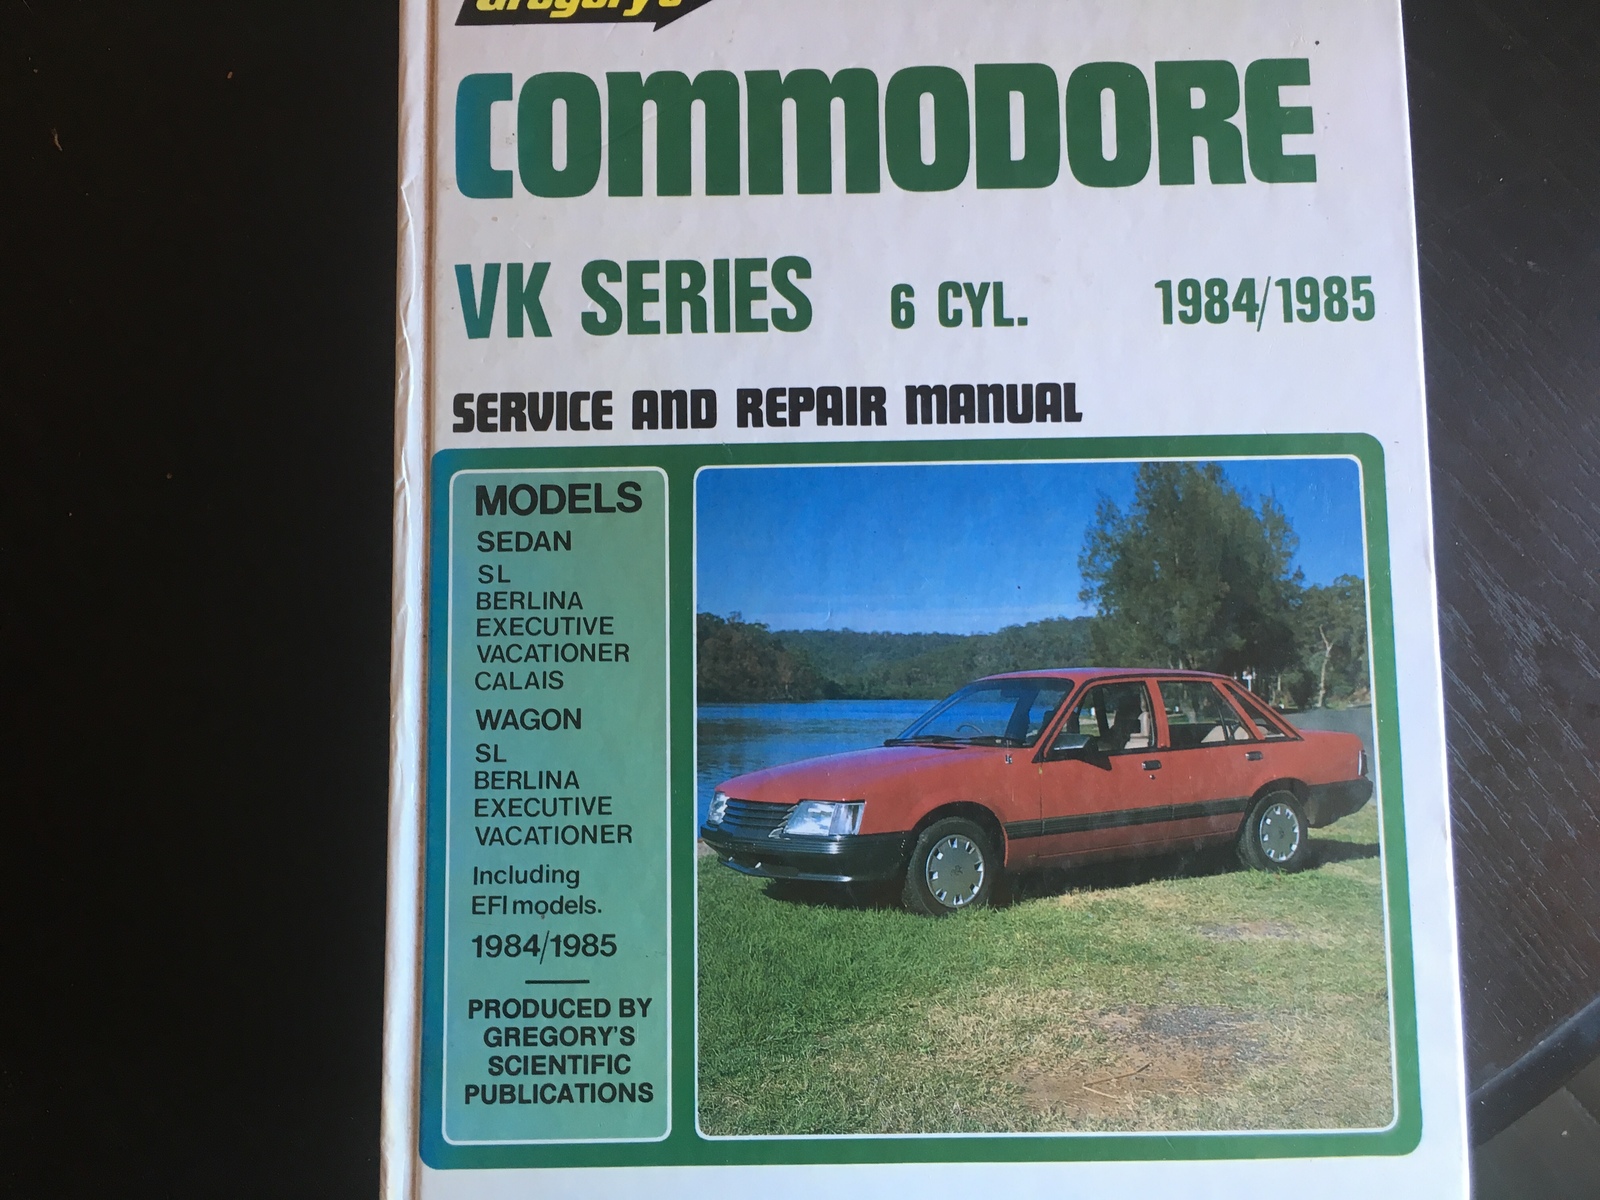 Gregory's
COMMODORE
VK SERIES 6 CYL. 1984/1985
SERVICE AND REPAIR MANUAL
MODELS
SEDAN
SL
BERLINA
EXECUTIVE
VACATIONER
CALAIS
WAGON
SL
BERLINA
EXECUTIVE
VACATIONER
Including
EFI models.
1984/1985
PRODUCED BY
GREGORY'S
SCIENTIFIC
PUBLICATIONS